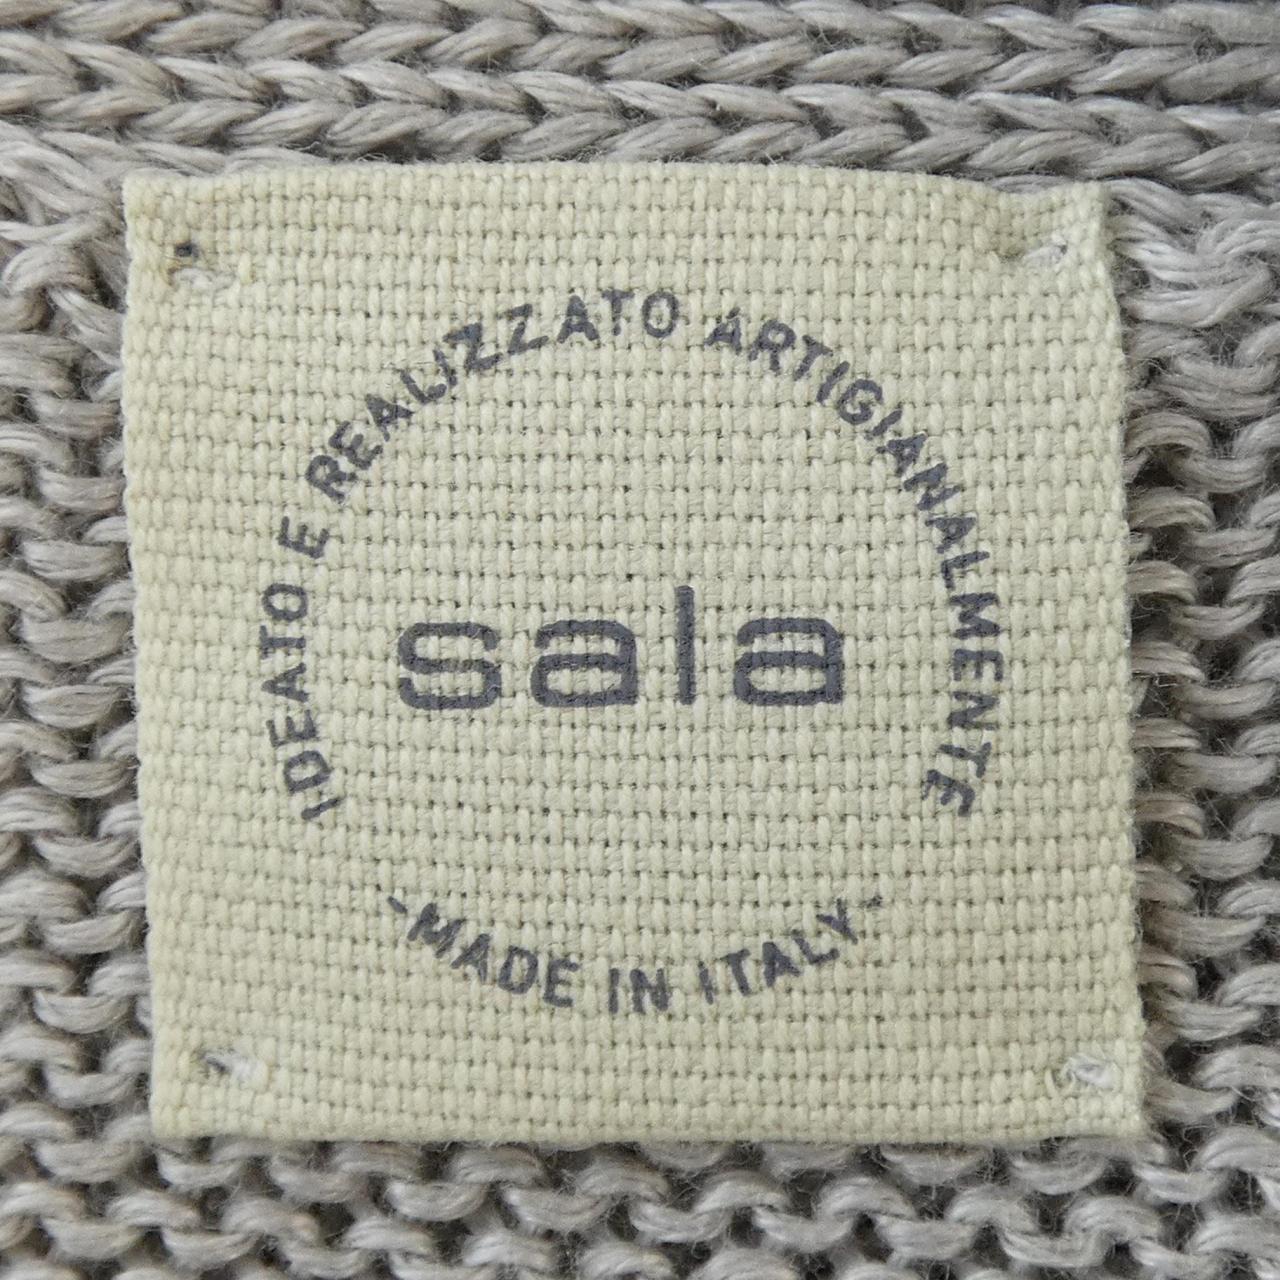 IDEATO E REALIZZATO ARTIGIANALMENTE
sala
-MADE IN ITALY-